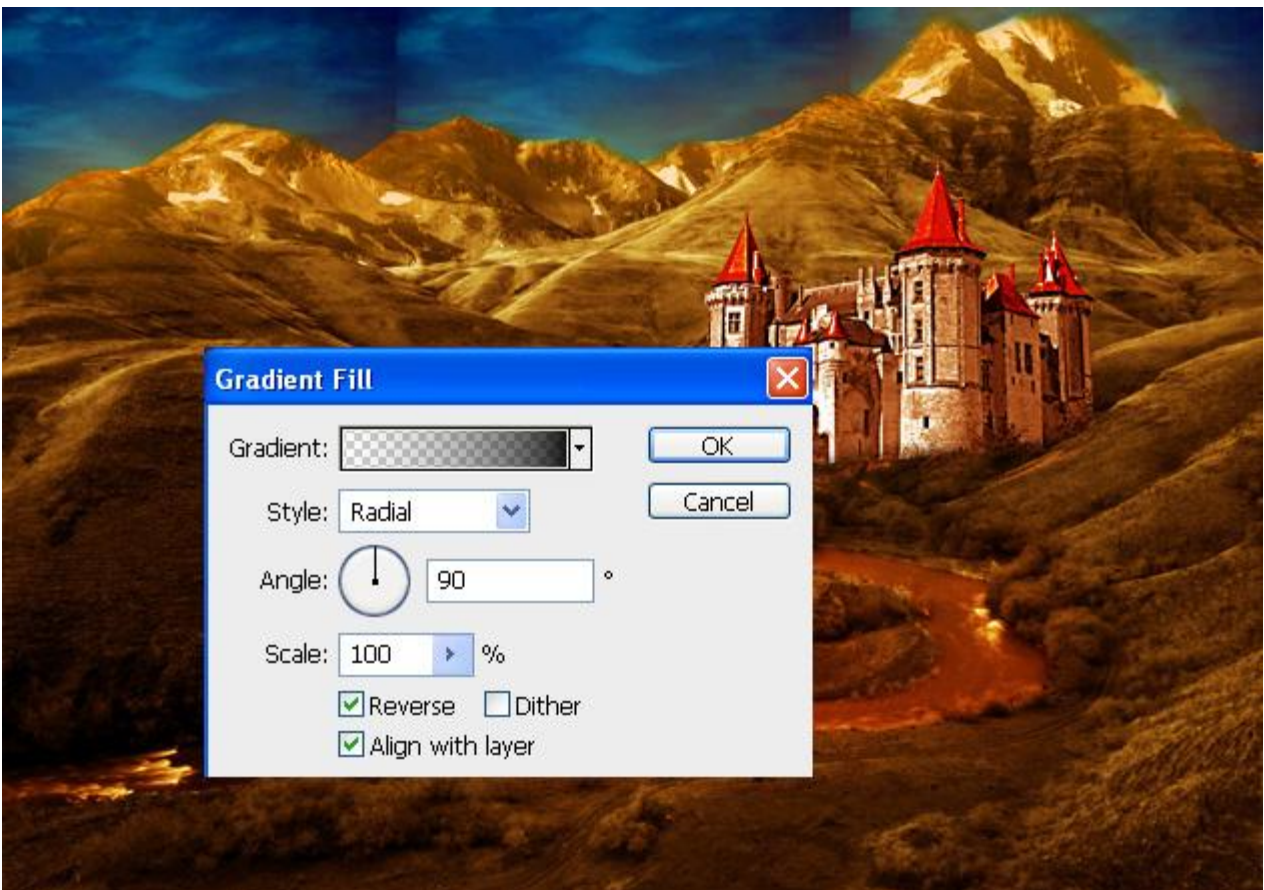 Gradient Fill
Gradient:
OK
Style: Radial
Cancel
Angle: 90 °
Scale: 100 %
Reverse Dither
Align with layer